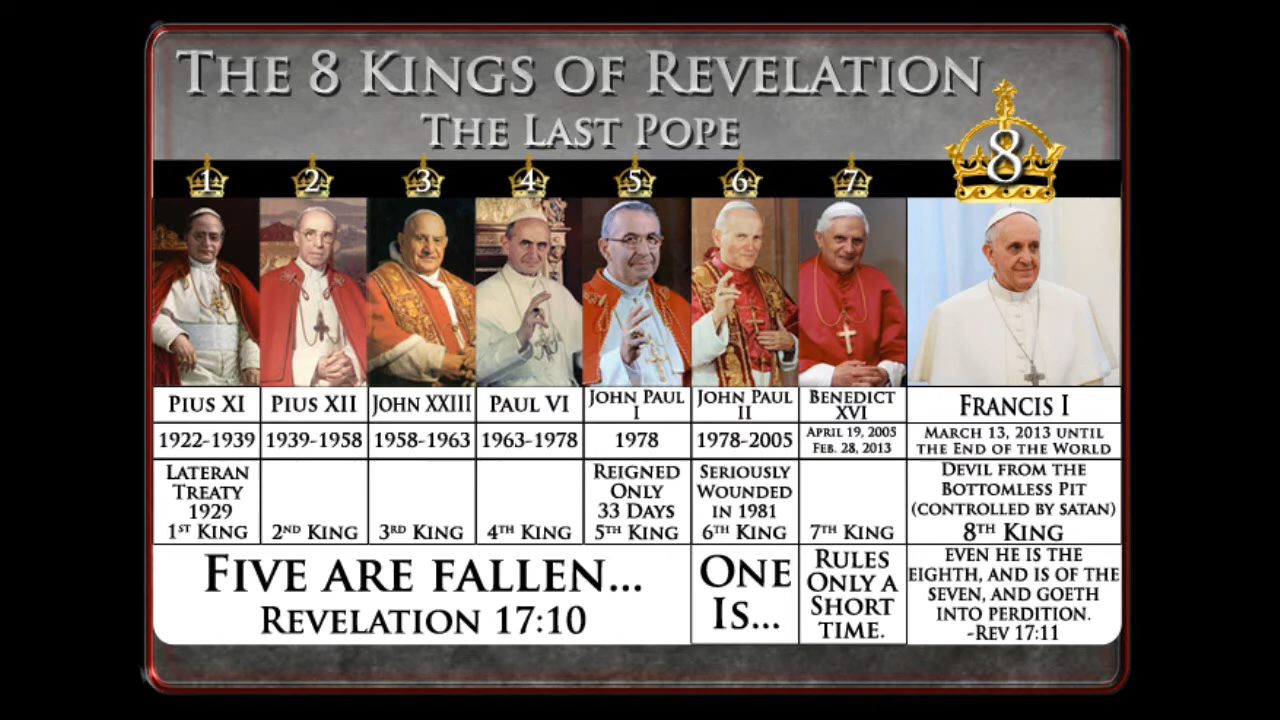 THE 8 KINGS OF REVELATION
THE LAST POPE
1 2 3 4 5 6 7 8
PIUS XI
1922-1939
LATERAN
TREATY
1929
1ST KING
PIUS XII
1939-1958
2ND KING
JOHN XXIII
1958-1963
3RD KING
PAUL VI
1963-1978
4TH KING
JOHN PAUL
I
1978
REIGNED
ONLY
33 DAYS
5TH KING
JOHN PAUL
II
1978-2005
SERIOUSLY
WOUNDED
IN 1981
6TH KING
BENEDICT
XVI
APRIL 19, 2005
FEB. 28, 2013
7TH KING
FRANCIS I
MARCH 13, 2013 UNTIL
THE END OF THE WORLD
DEVIL FROM THE
BOTTOMLESS PIT
(CONTROLLED BY SATAN)
8TH KING
FIVE ARE FALLEN...
REVELATION 17:10
ONE
IS...
RULES
ONLY A
SHORT
TIME.
EVEN HE IS THE
EIGHTH, AND IS OF THE
SEVEN, AND GOETH
INTO PERDITION.
-REV 17:11